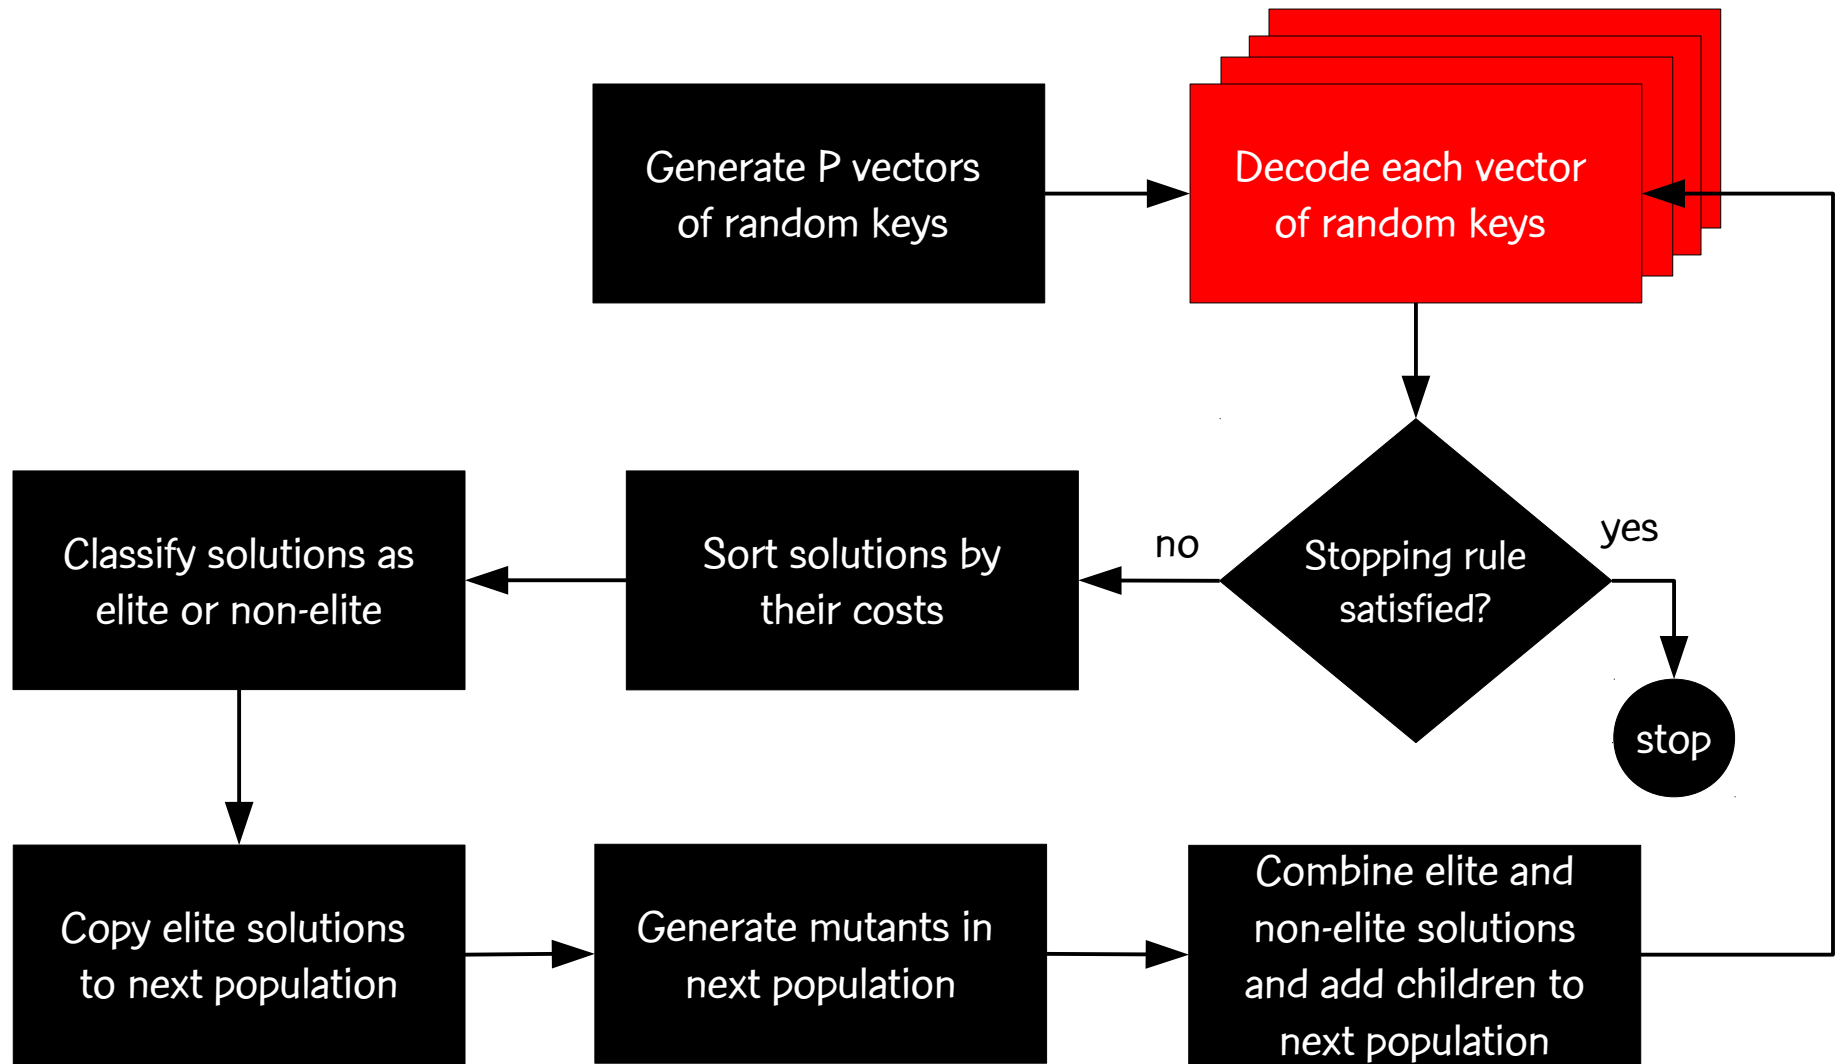 Generate P vectors
of random keys
Decode each vector
of random keys
Classify solutions as
elite or non-elite
Sort solutions by
their costs
no
Stopping rule
satisfied?
yes
stop
Copy elite solutions
to next population
Generate mutants in
next population
Combine elite and
non-elite solutions
and add children to
next population